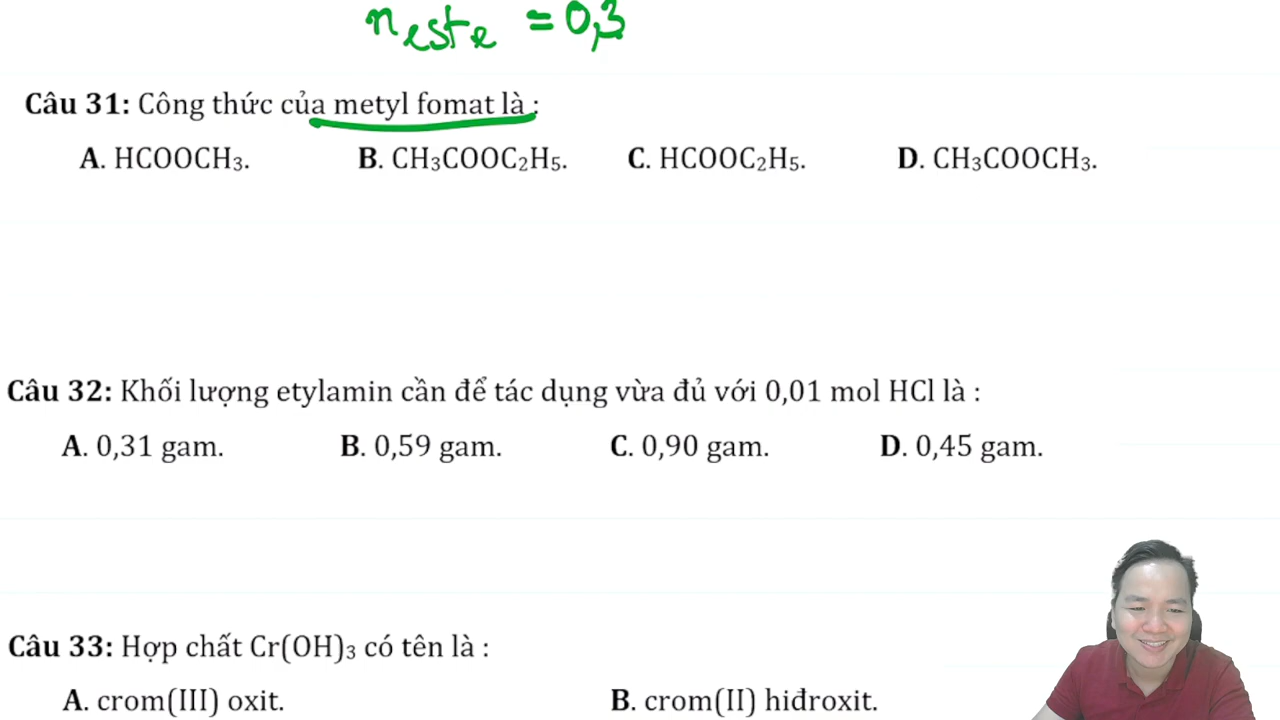 n este = 0,3
Câu 31: Công thức của metyl fomat là :
A. HCOOCH₃. B. CH₃COOC₂H₅. C. HCOOC₂H₅. D. CH₃COOCH₃.
Câu 32: Khối lượng etylamin cần để tác dụng vừa đủ với 0,01 mol HCl là :
A. 0,31 gam. B. 0,59 gam. C. 0,90 gam. D. 0,45 gam.
Câu 33: Hợp chất Cr(OH)₃ có tên là :
A. crom(III) oxit. B. crom(II) hiđroxit.